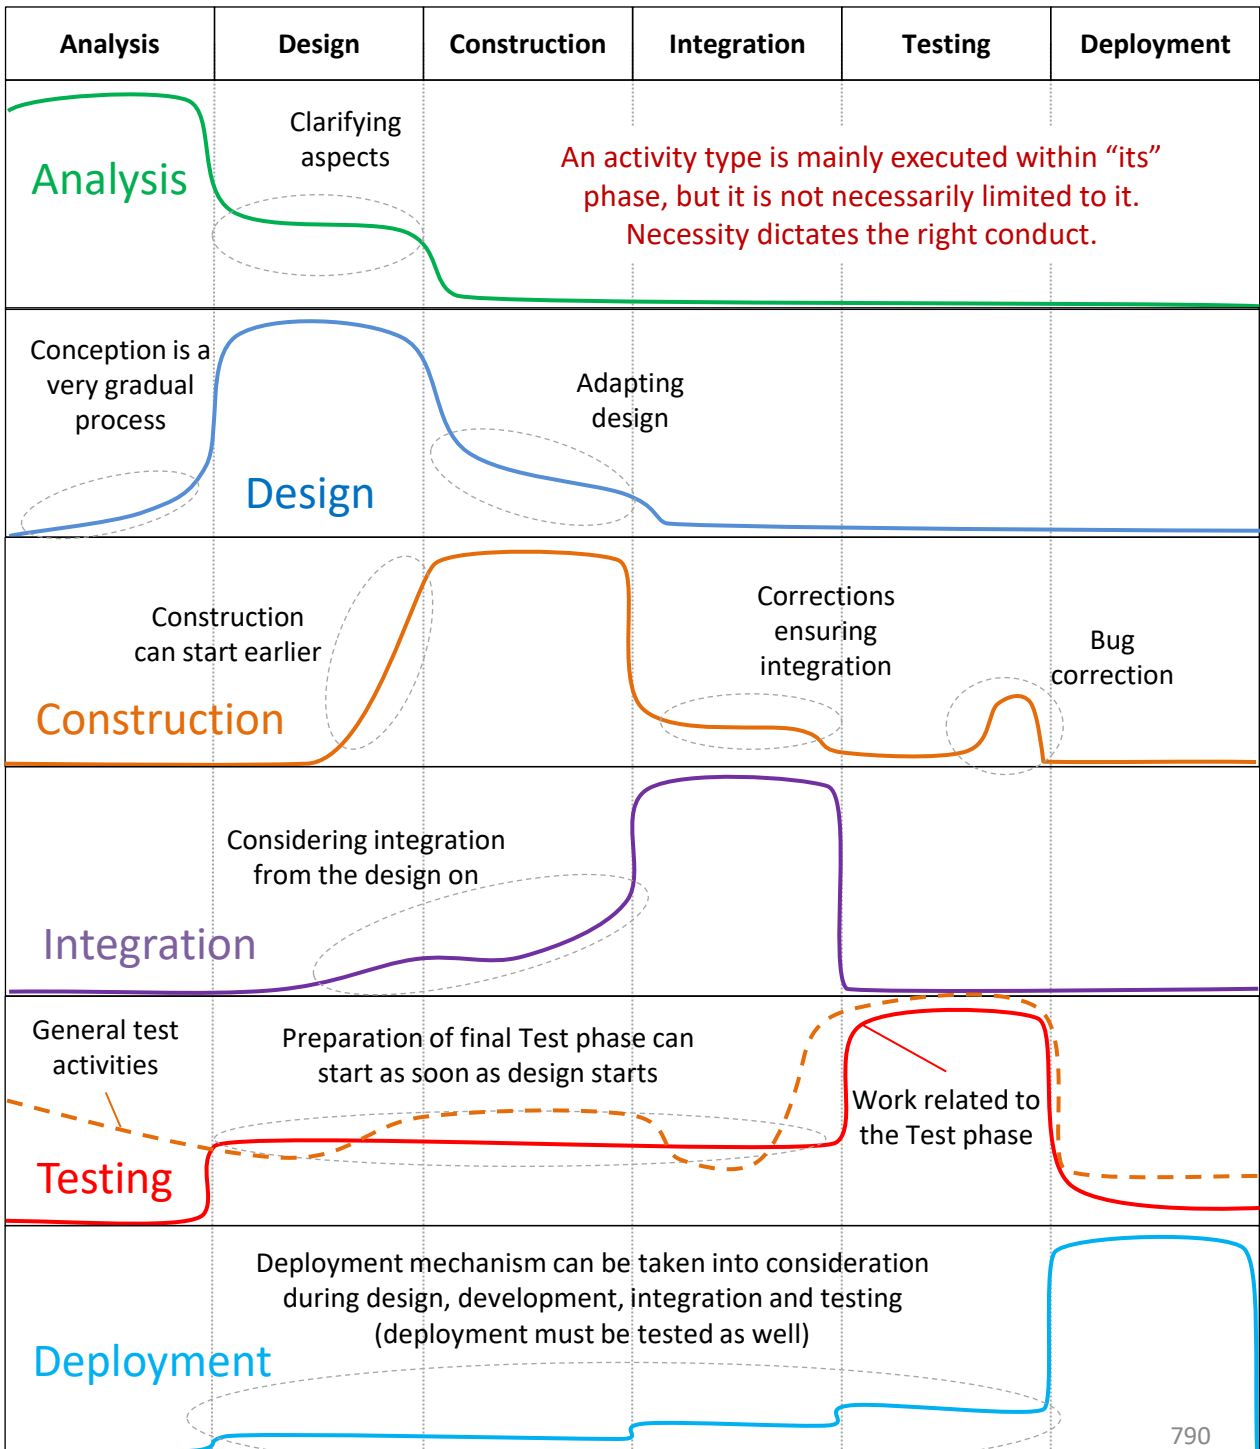 Analysis Design Construction Integration Testing Deployment
Clarifying
aspects
Analysis
An activity type is mainly executed within “its”
phase, but it is not necessarily limited to it.
Necessity dictates the right conduct.
Conception is a
very gradual
process
Adapting
design
Design
Construction
can start earlier
Corrections
ensuring
integration
Bug
correction
Construction
Considering integration
from the design on
Integration
General test
activities
Preparation of final Test phase can
start as soon as design starts
Work related to
the Test phase
Testing
Deployment mechanism can be taken into consideration
during design, development, integration and testing
(deployment must be tested as well)
Deployment
790